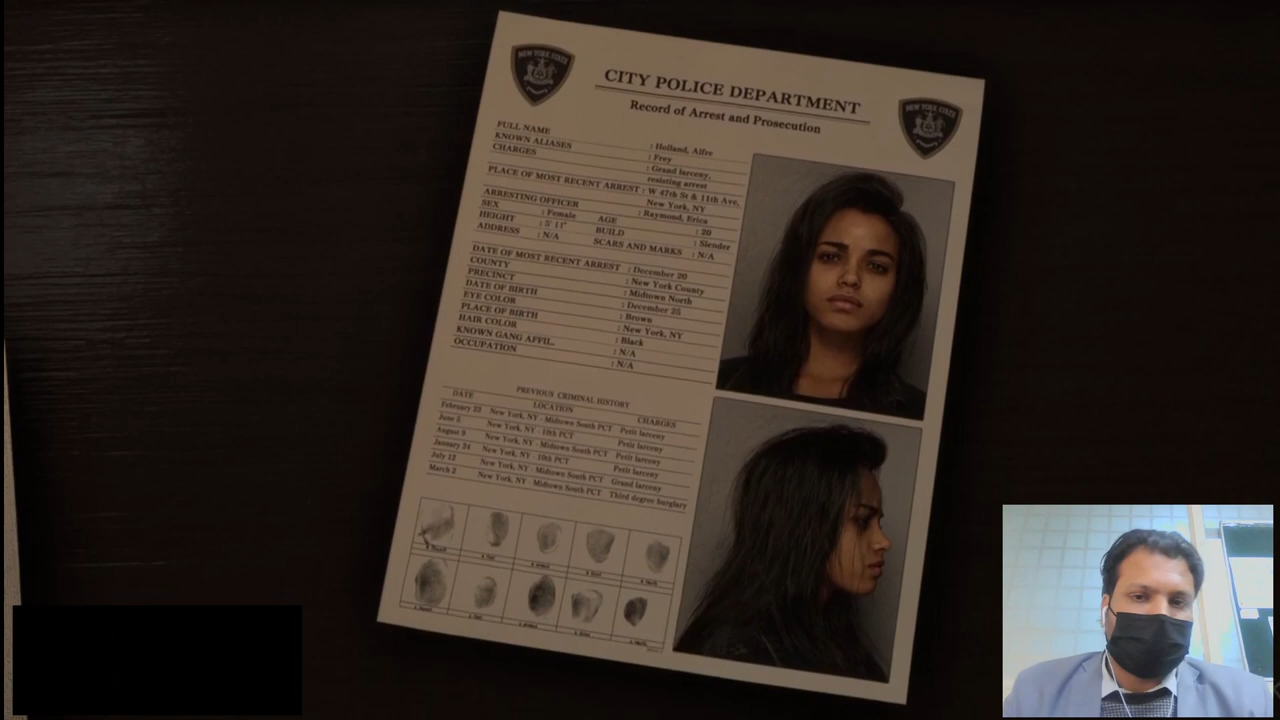 NEW YORK STATE
CITY POLICE DEPARTMENT
NEW YORK STATE
Record of Arrest and Prosecution
FULL NAME : Holland, Alfre
KNOWN ALIASES : Frey
CHARGES : Grand larceny,
resisting arrest
PLACE OF MOST RECENT ARREST : W 47th St & 11th Ave,
New York, NY
ARRESTING OFFICER : Raymond, Erica
SEX : Female AGE : 20
HEIGHT : 5' 11" BUILD : Slender
ADDRESS : N/A SCARS AND MARKS : N/A
DATE OF MOST RECENT ARREST : December 20
COUNTY : New York County
PRECINCT : Midtown North
DATE OF BIRTH : December 25
EYE COLOR : Brown
PLACE OF BIRTH : New York, NY
HAIR COLOR : Black
KNOWN GANG AFFIL. : N/A
OCCUPATION : N/A
PREVIOUS CRIMINAL HISTORY
DATE LOCATION CHARGES
February 23 New York, NY - Midtown South PCT Petit larceny
June 5 New York, NY - 10th PCT Petit larceny
August 9 New York, NY - Midtown South PCT Petit larceny
January 24 New York, NY - 10th PCT Petit larceny
July 12 New York, NY - Midtown South PCT Grand larceny
March 2 New York, NY - Midtown South PCT Third degree burglary